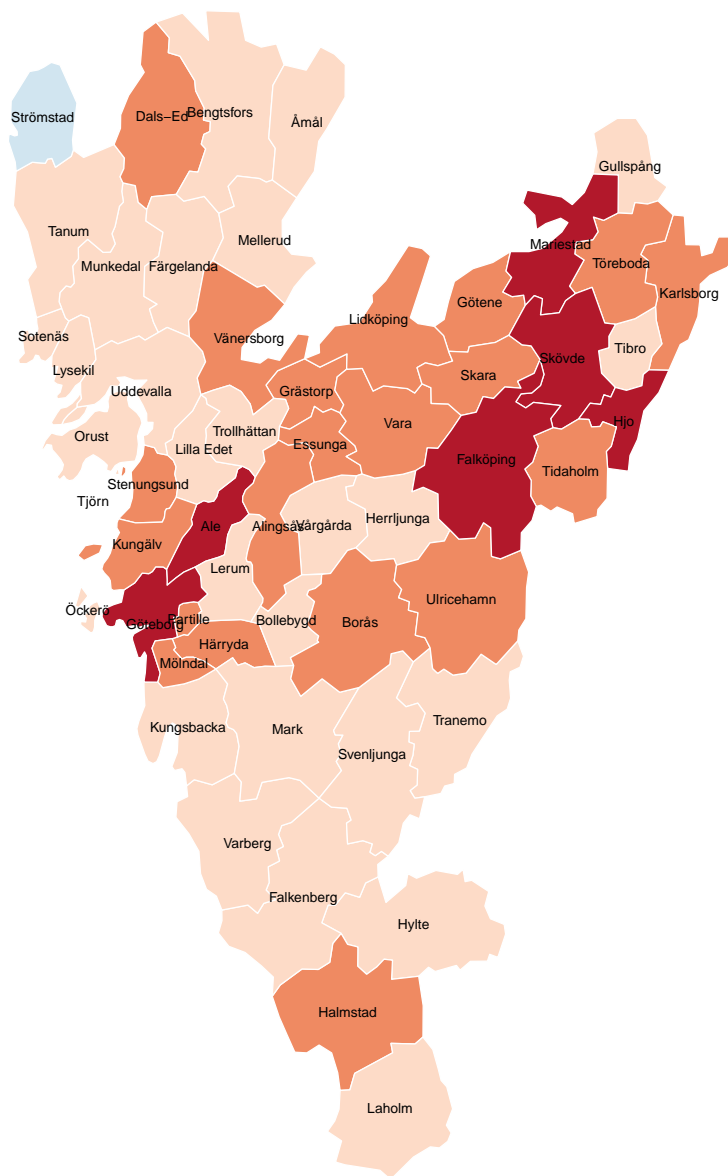 Strömstad
Dals−Ed
Bengtsfors
Åmål
Gullspång
Tanum
Mellerud
Mariestad
Munkedal
Färgelanda
Töreboda
Karlsborg
Götene
Lidköping
Sotenäs
Vänersborg
Tibro
Lysekil
Skövde
Skara
Uddevalla
Grästorp
Hjo
Trollhättan
Vara
Orust
Lilla Edet
Essunga
Falköping
Tidaholm
Stenungsund
Tjörn
Herrljunga
Ale
Alingsås
Vårgårda
Kungälv
Lerum
Ulricehamn
Öckerö
Partille
Bollebygd
Borås
Göteborg
Härryda
Mölndal
Tranemo
Kungsbacka
Mark
Svenljunga
Varberg
Falkenberg
Hylte
Halmstad
Laholm